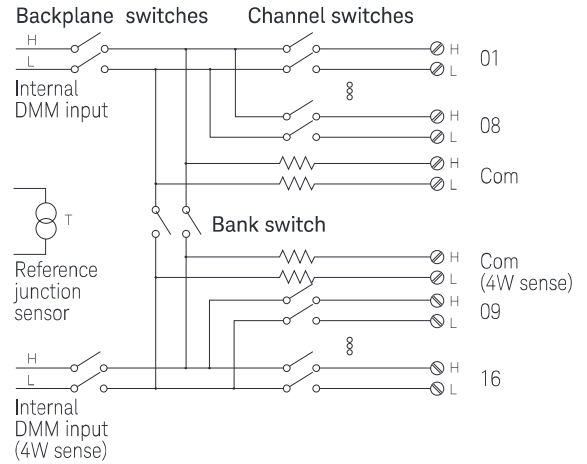 Backplane switches
Channel switches
H
L
H
L
01
Internal
DMM input
H
L
08
H
L
Com
T
Bank switch
Reference
junction
sensor
H
L
Com
(4W sense)
H
L
09
H
L
H
L
16
Internal
DMM input
(4W sense)